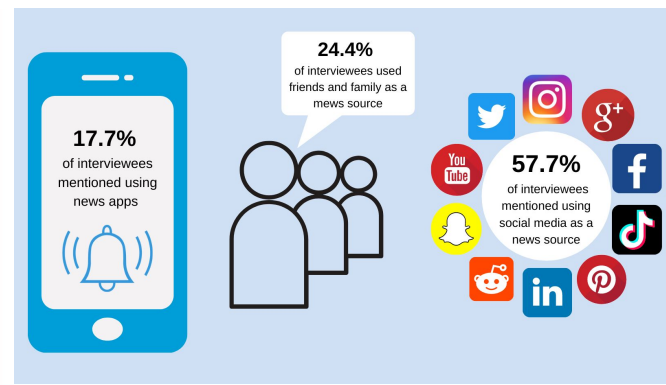 17.7%
of interviewees
mentioned using
news apps
24.4%
of interviewees used
friends and family as a
mews source
57.7%
of interviewees
mentioned using
social media as a
news source
g+
You
Tube
f
in